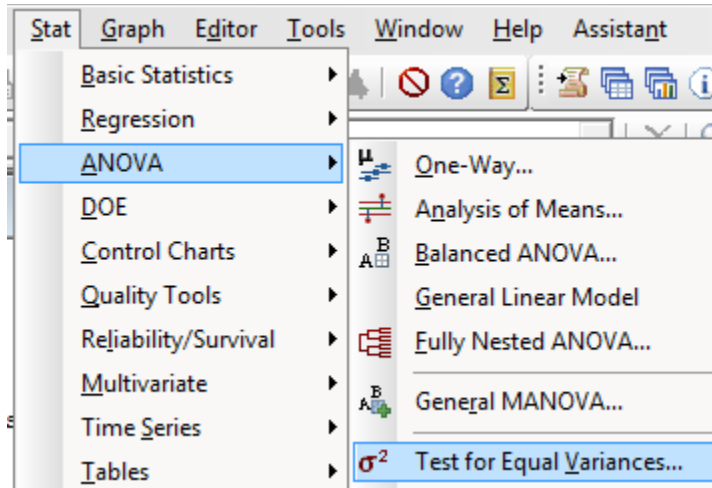 Stat Graph Editor Tools Window Help Assistant
Basic Statistics
Regression
ANOVA
DOE
Control Charts
Quality Tools
Reliability/Survival
Multivariate
Time Series
Tables
μ One-Way...
Analysis of Means...
A B Balanced ANOVA...
General Linear Model
Fully Nested ANOVA...
A B General MANOVA...
σ² Test for Equal Variances...